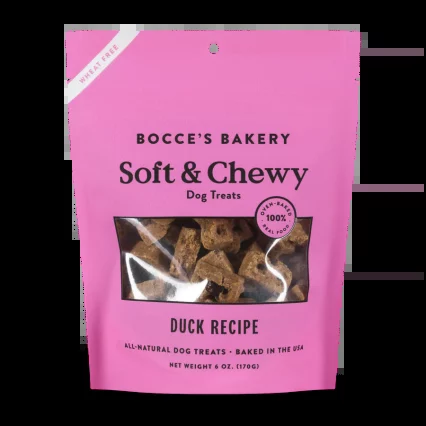 WHEAT FREE
BOCCE'S BAKERY
Soft & Chewy
Dog Treats
OVEN-BAKED
100%
REAL FOOD
DUCK RECIPE
ALL-NATURAL DOG TREATS • BAKED IN THE USA
NET WEIGHT 6 OZ. (170G)